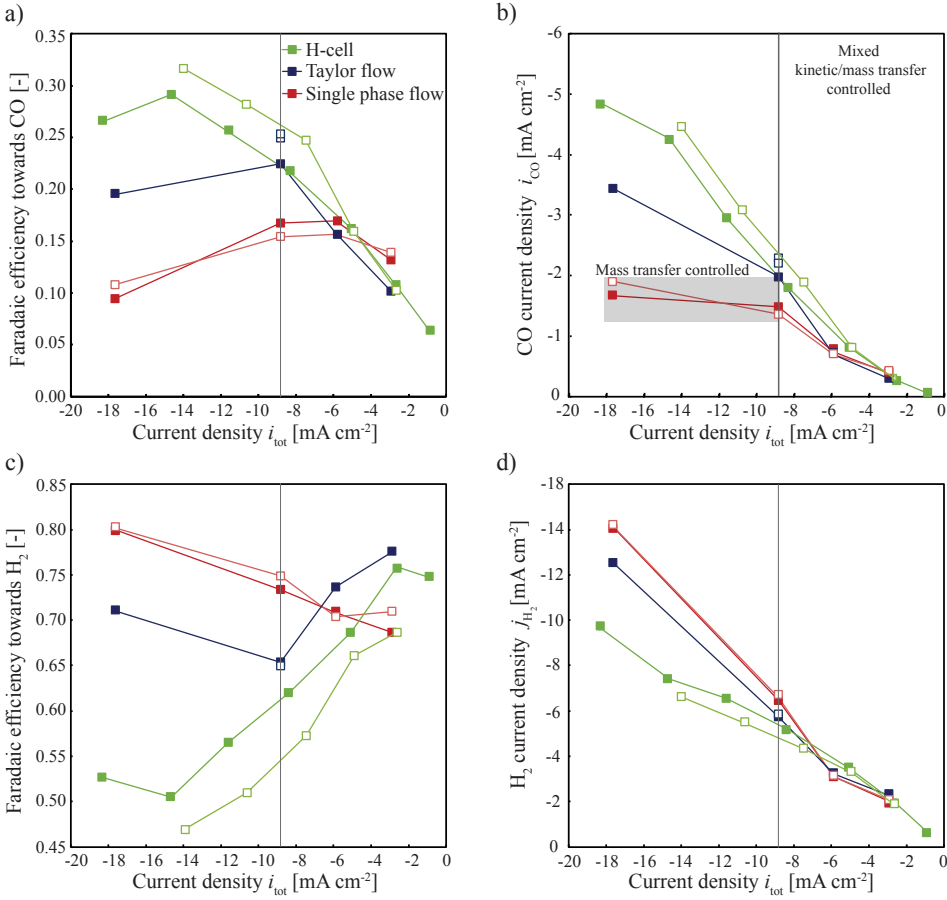 a)
Faradaic efficiency towards CO [-]
0.35
0.30
0.25
0.20
0.15
0.10
0.05
0.00
H-cell
Taylor flow
Single phase flow
-20 -18 -16 -14 -12 -10 -8 -6 -4 -2 0
Current density i_tot [mA cm⁻²]
b)
CO current density i_CO [mA cm⁻²]
-6
-5
-4
-3
-2
-1
0
Mixed
kinetic/mass transfer
controlled
Mass transfer controlled
-20 -18 -16 -14 -12 -10 -8 -6 -4 -2 0
Current density i_tot [mA cm⁻²]
c)
Faradaic efficiency towards H₂ [-]
0.85
0.80
0.75
0.70
0.65
0.60
0.55
0.50
0.45
-20 -18 -16 -14 -12 -10 -8 -6 -4 -2 0
Current density i_tot [mA cm⁻²]
d)
H₂ current density j_H₂ [mA cm⁻²]
-18
-14
-12
-10
-8
-6
-4
-2
0
-20 -18 -16 -14 -12 -10 -8 -6 -4 -2 0
Current density i_tot [mA cm⁻²]